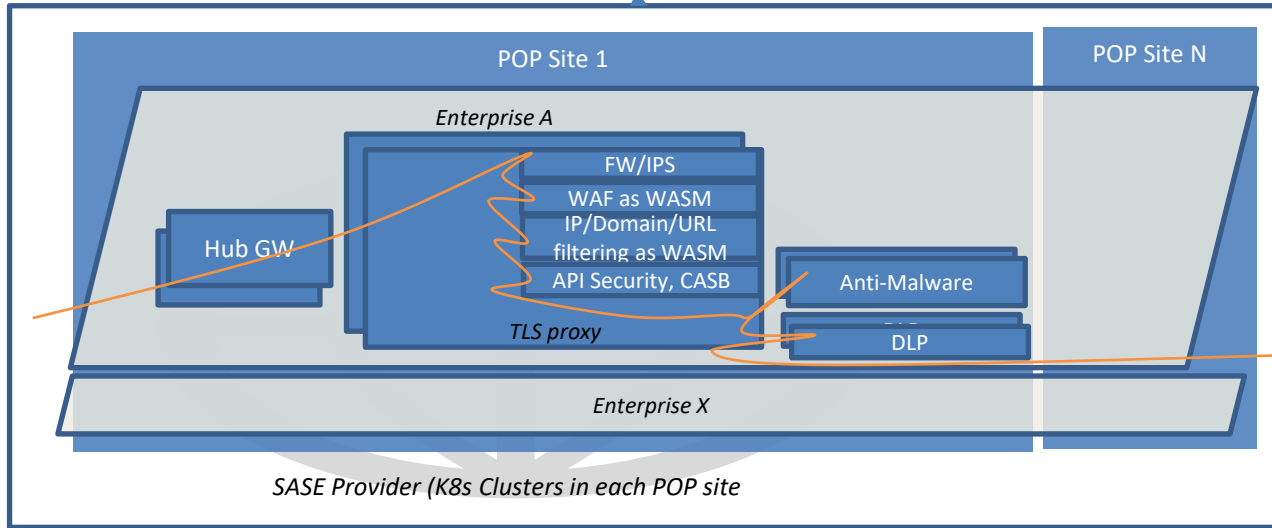 POP Site 1
POP Site N
Enterprise A
FW/IPS
WAF as WASM
IP/Domain/URL
filtering as WASM
API Security, CASB
Hub GW
Anti-Malware
DLP
TLS proxy
Enterprise X
SASE Provider (K8s Clusters in each POP site